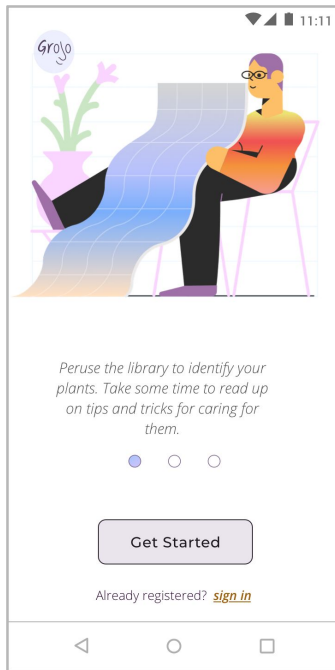 11:11
Grojo
Peruse the library to identify your
plants. Take some time to read up
on tips and tricks for caring for
them.
Get Started
Already registered? sign in